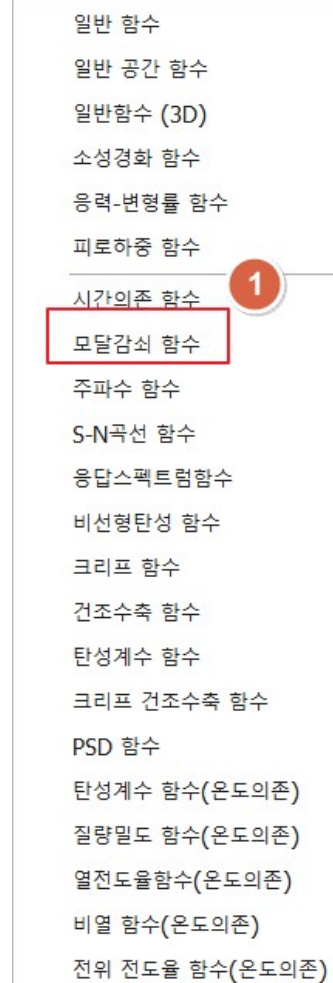 일반 함수
일반 공간 함수
일반함수 (3D)
소성경화 함수
응력-변형률 함수
피로하중 함수
1
시간의존 함수
모달감쇠 함수
주파수 함수
S-N곡선 함수
응답스펙트럼함수
비선형탄성 함수
크리프 함수
건조수축 함수
탄성계수 함수
크리프 건조수축 함수
PSD 함수
탄성계수 함수(온도의존)
질량밀도 함수(온도의존)
열전도율함수(온도의존)
비열 함수(온도의존)
전위 전도율 함수(온도의존)